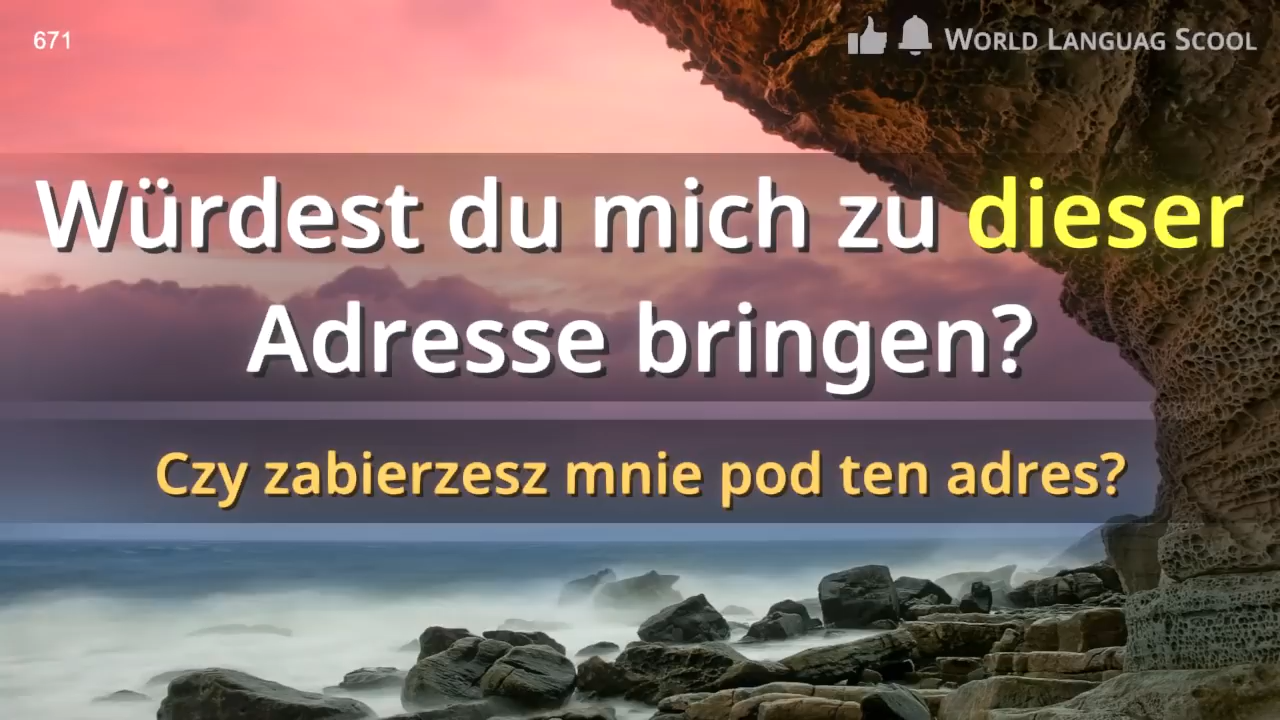 671
WORLD LANGUAG SCOOL
Würdest du mich zu dieser
Adresse bringen?
Czy zabierzesz mnie pod ten adres?